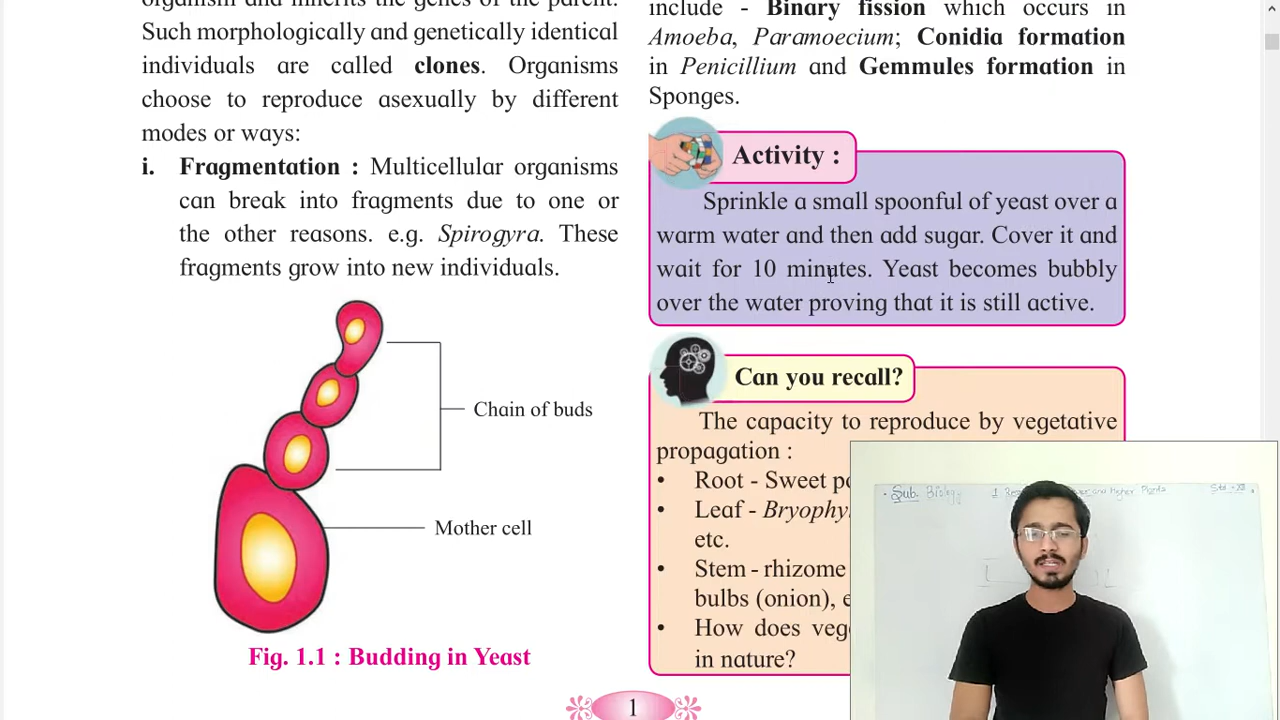 organism and inherits the genes of the parent.
Such morphologically and genetically identical
individuals are called clones. Organisms
choose to reproduce asexually by different
modes or ways:
i. Fragmentation : Multicellular organisms
can break into fragments due to one or
the other reasons. e.g. Spirogyra. These
fragments grow into new individuals.
Chain of buds
Mother cell
Fig. 1.1 : Budding in Yeast
include - Binary fission which occurs in
Amoeba, Paramoecium; Conidia formation
in Penicillium and Gemmules formation in
Sponges.
Activity :
Sprinkle a small spoonful of yeast over a
warm water and then add sugar. Cover it and
wait for 10 minutes. Yeast becomes bubbly
over the water proving that it is still active.
Can you recall?
The capacity to reproduce by vegetative
propagation :
• Root - Sweet
• Leaf -
etc.
• Stem - rhizome
bulbs (onion),
• How does
in nature?
1
Sub. Biology 1 and Higher Plants Std - XII